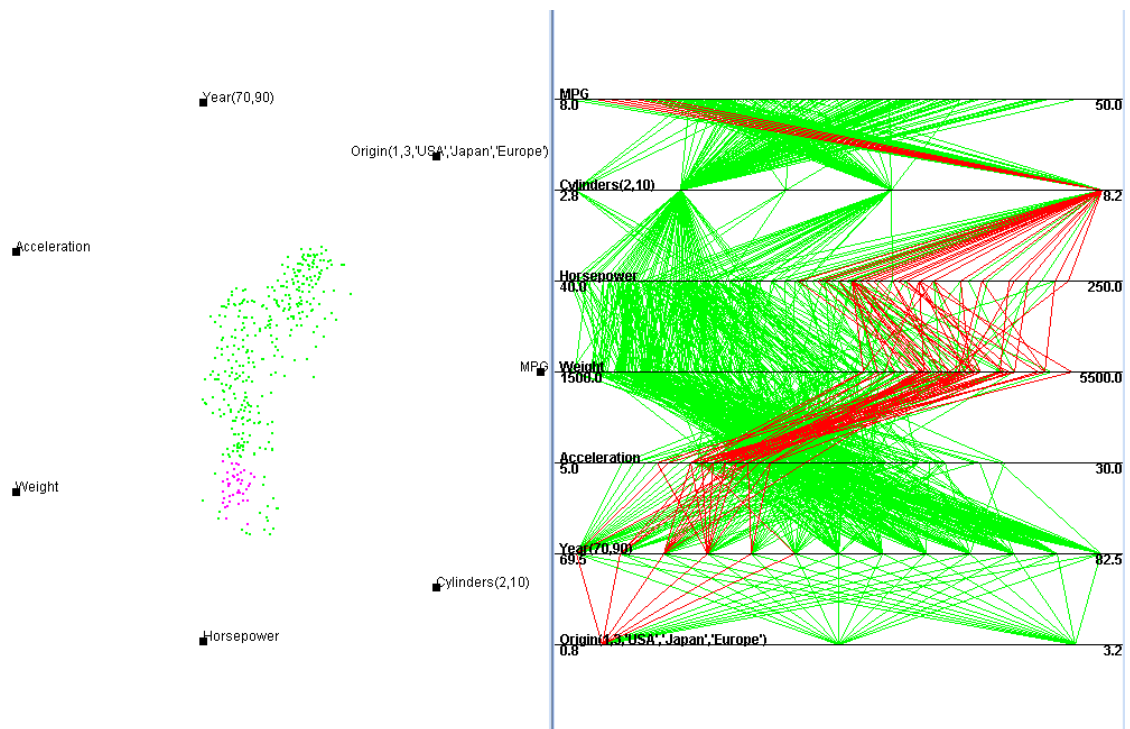 Year(70,90)
Origin(1,3,'USA','Japan','Europe')
Acceleration
MPG
Weight
Cylinders(2,10)
Horsepower
MPG
8.0 50.0
Cylinders(2,10)
2.8 8.2
Horsepower
40.0 250.0
Weight
1500.0 5500.0
Acceleration
5.0 30.0
Year(70,90)
69.5 82.5
Origin(1,3,'USA','Japan','Europe')
0.8 3.2